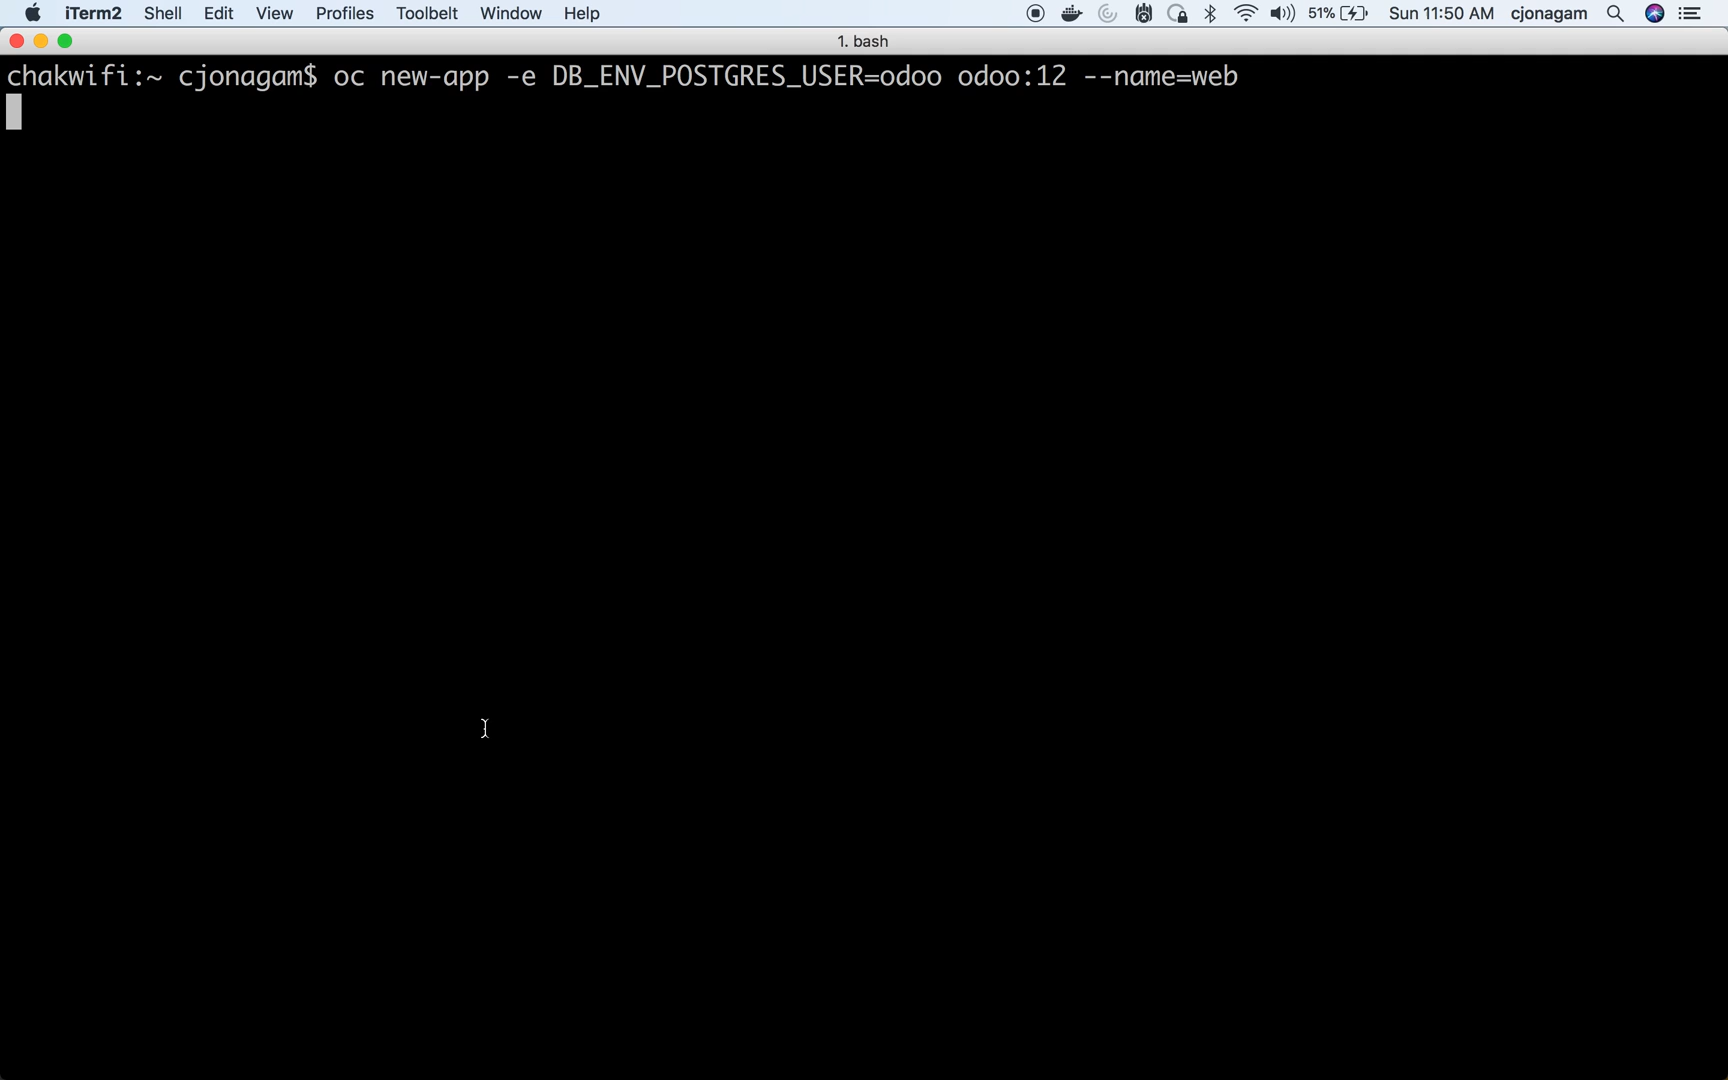 iTerm2 Shell Edit View Profiles Toolbelt Window Help 51% Sun 11:50 AM cjonagam
1. bash
chakwifi:~ cjonagam$ oc new-app -e DB_ENV_POSTGRES_USER=odoo odoo:12 --name=web